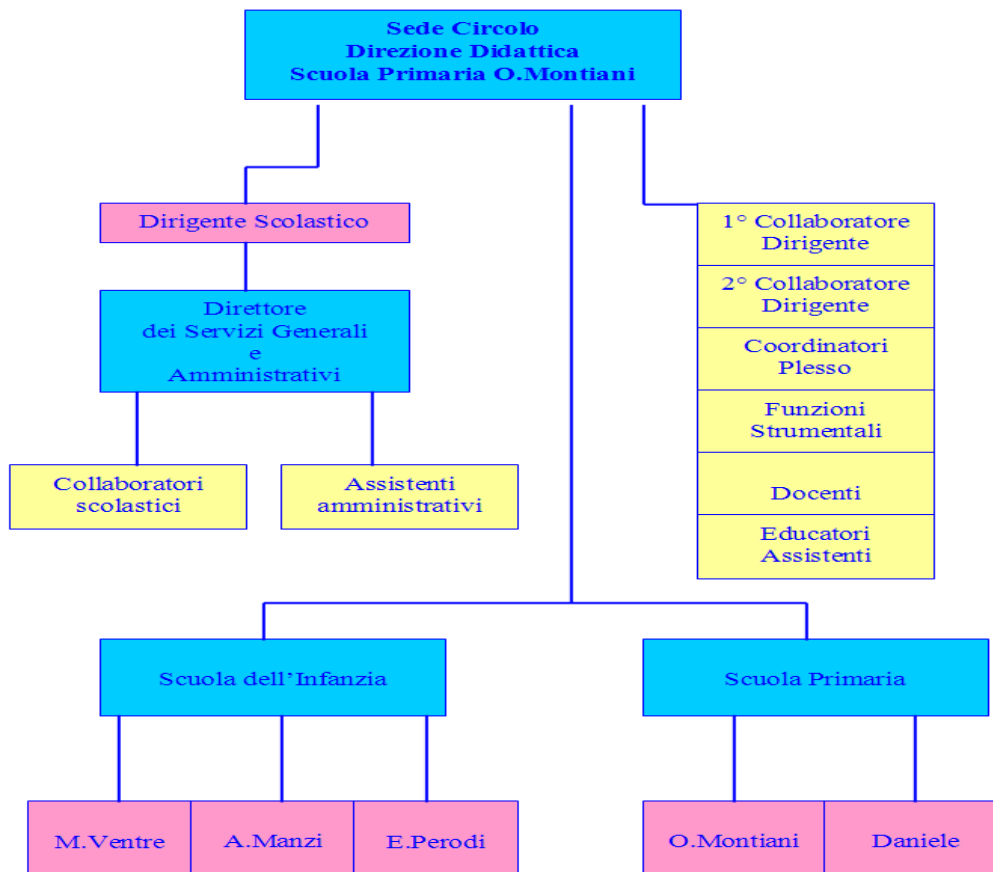 Sede Circolo
Direzione Didattica
Scuola Primaria O.Montiani
Dirigente Scolastico
Direttore
dei Servizi Generali
e
Amministrativi
Collaboratori
scolastici
Assistenti
amministrativi
1° Collaboratore
Dirigente
2° Collaboratore
Dirigente
Coordinatori
Plesso
Funzioni
Strumentali
Docenti
Educatori
Assistenti
Scuola dell’Infanzia
Scuola Primaria
M.Ventre
A.Manzi
E.Perodi
O.Montiani
Daniele